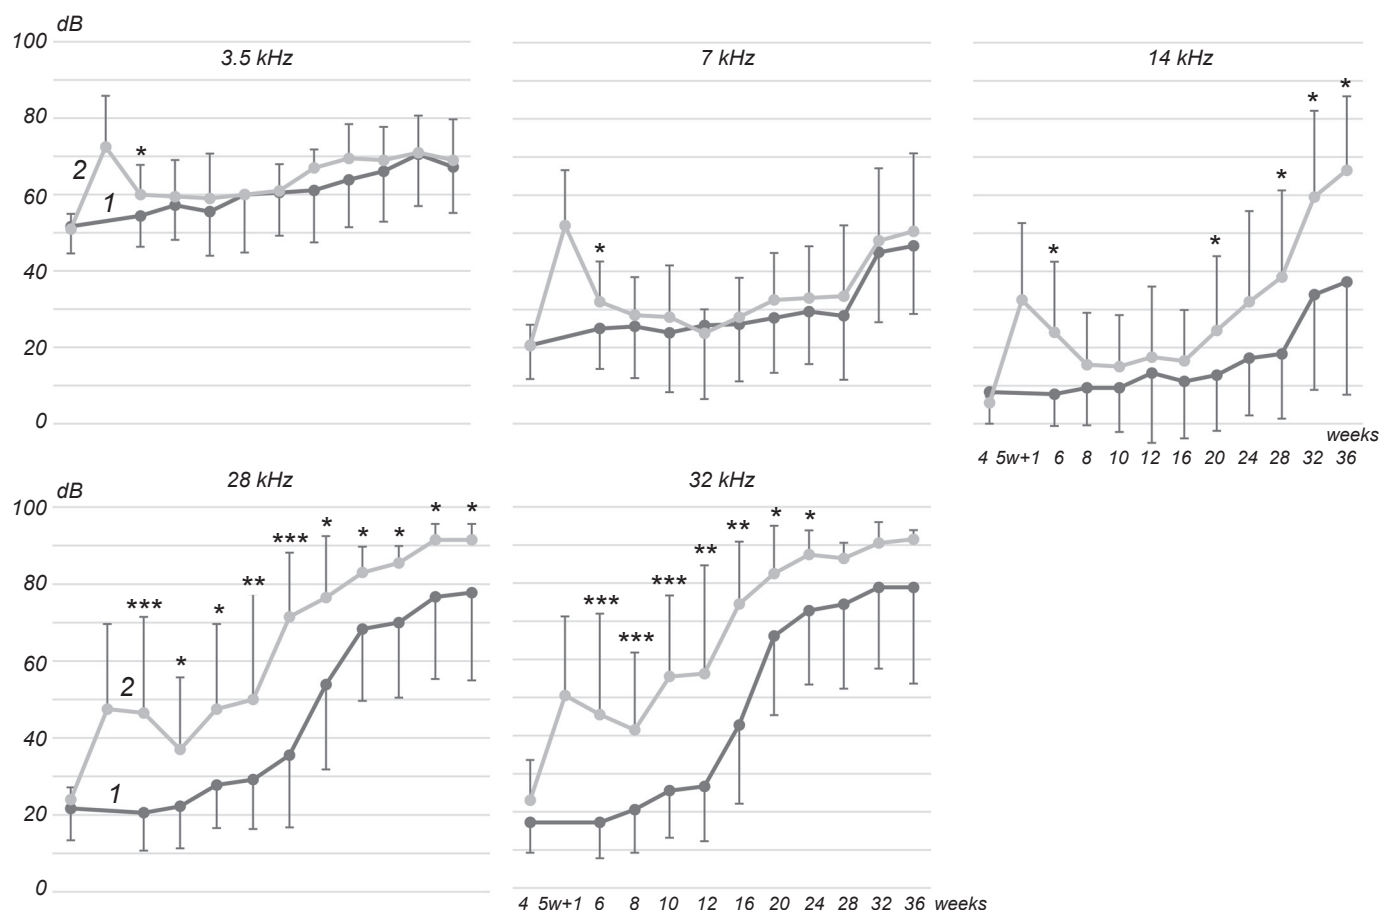 dB
100
3.5 kHz
7 kHz
14 kHz
80
60
40
20
0
2
1
*
*
* * * * *
weeks
4 5w+1 6 8 10 12 16 20 24 28 32 36
28 kHz
32 kHz
dB
100
80
60
40
20
0
2
1
*** * * ** *** * * * * *
*** *** *** ** ** * *
4 5w+1 6 8 10 12 16 20 24 28 32 36 weeks